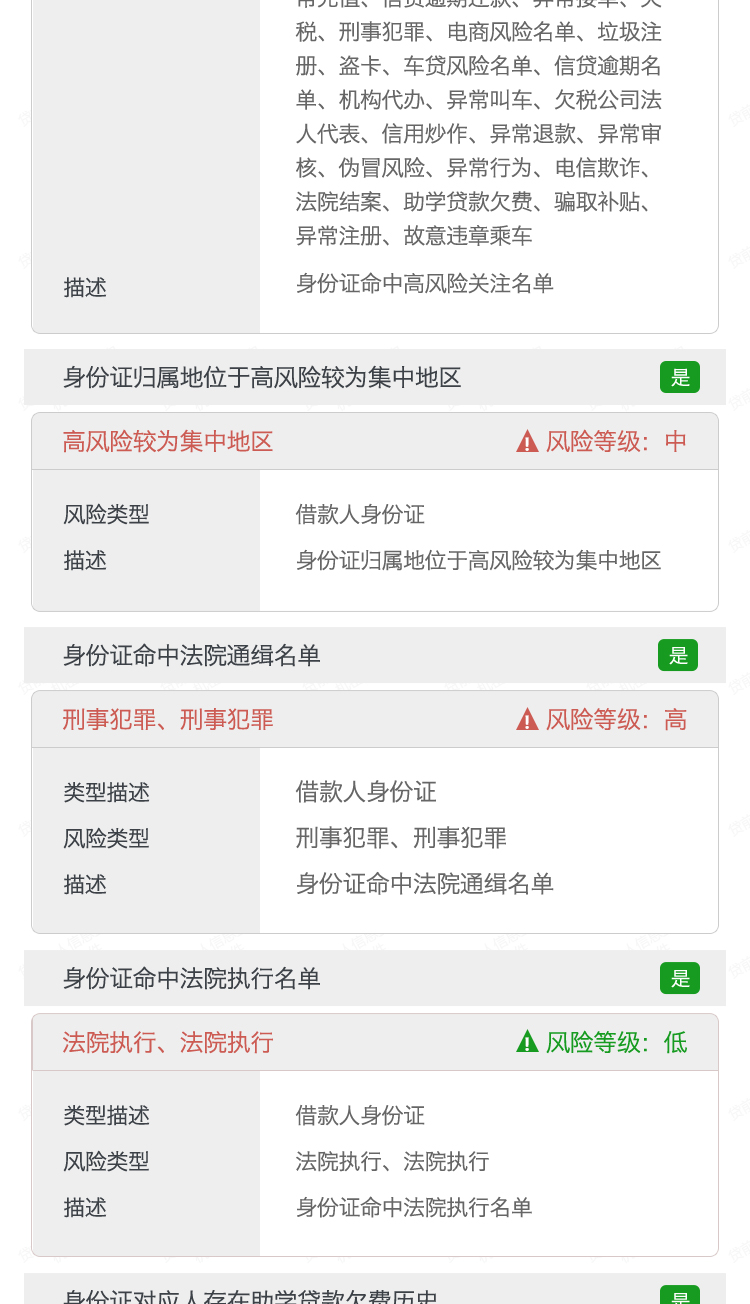 常充值、信贷逾期还款、异常接单、欠
税、刑事犯罪、电商风险名单、垃圾注
册、盗卡、车贷风险名单、信贷逾期名
单、机构代办、异常叫车、欠税公司法
人代表、信用炒作、异常退款、异常审
核、伪冒风险、异常行为、电信欺诈、
法院结案、助学贷款欠费、骗取补贴、
异常注册、故意违章乘车
描述 身份证命中高风险关注名单
身份证归属地位于高风险较为集中地区 是
高风险较为集中地区 风险等级：中
风险类型 借款人身份证
描述 身份证归属地位于高风险较为集中地区
身份证命中法院通缉名单 是
刑事犯罪、刑事犯罪 风险等级：高
类型描述 借款人身份证
风险类型 刑事犯罪、刑事犯罪
描述 身份证命中法院通缉名单
身份证命中法院执行名单 是
法院执行、法院执行 风险等级：低
类型描述 借款人身份证
风险类型 法院执行、法院执行
描述 身份证命中法院执行名单
身份证对应人存在助学贷款欠费历史 是